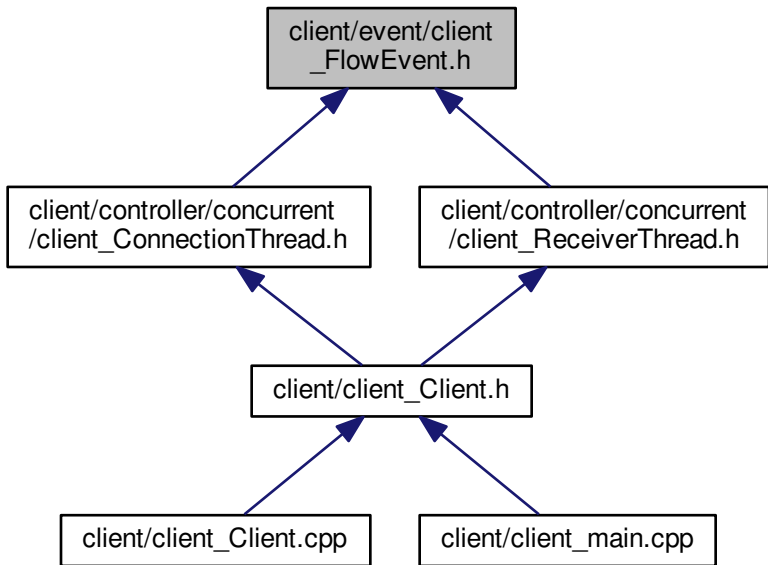 client/event/client
_FlowEvent.h
client/controller/concurrent
/client_ConnectionThread.h
client/controller/concurrent
/client_ReceiverThread.h
client/client_Client.h
client/client_Client.cpp
client/client_main.cpp